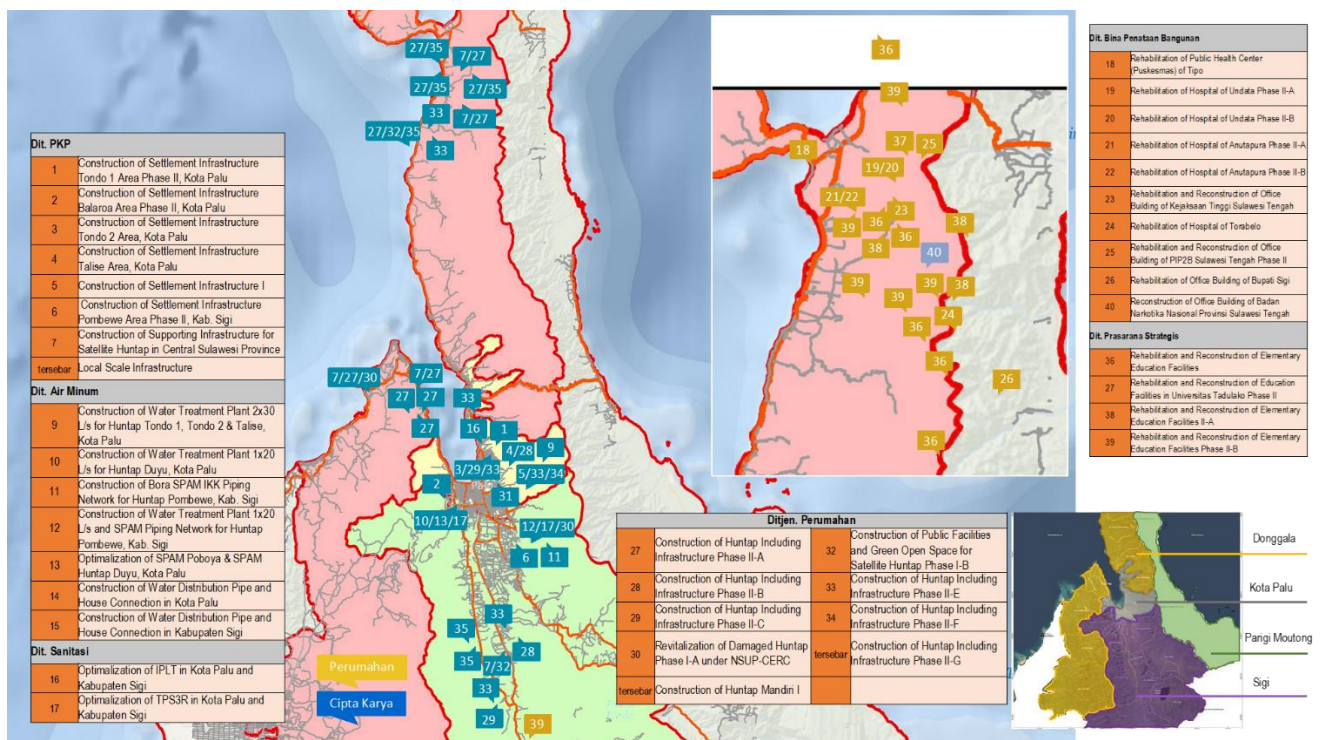 Dit. PKP
1 Construction of Settlement Infrastructure
Tondo 1 Area Phase II, Kota Palu
2 Construction of Settlement Infrastructure
Balaroa Area Phase II, Kota Palu
3 Construction of Settlement Infrastructure
Tondo 2 Area, Kota Palu
4 Construction of Settlement Infrastructure
Talise Area, Kota Palu
5 Construction of Settlement Infrastructure I
6 Construction of Settlement Infrastructure
Pombewe Area Phase II, Kab. Sigi
7 Construction of Supporting Infrastructure for
Satellite Huntap in Central Sulawesi Province
tersebar Local Scale Infrastructure
Dit. Air Minum
9 Construction of Water Treatment Plant 2x30
L/s for Huntap Tondo 1, Tondo 2 & Talise,
Kota Palu
10 Construction of Water Treatment Plant 1x20
L/s for Huntap Duyu, Kota Palu
11 Construction of Bora SPAM IKK Piping
Network for Huntap Pombewe, Kab. Sigi
12 Construction of Water Treatment Plant 1x20
L/s and SPAM Piping Network for Huntap
Pombewe, Kab. Sigi
13 Optimalization of SPAM Poboya & SPAM
Huntap Duyu, Kota Palu
14 Construction of Water Distribution Pipe and
House Connection in Kota Palu
15 Construction of Water Distribution Pipe and
House Connection in Kabupaten Sigi
Dit. Sanitasi
16 Optimalization of IPLT in Kota Palu and
Kabupaten Sigi
17 Optimalization of TPS3R in Kota Palu and
Kabupaten Sigi
27/35
7/27
27/35
27/35
33
7/27
27/32/35
33
7/27/30
7/27
27
27
33
27
16
1
4/28
9
3/29/33
5/33/34
2
31
10/13/17
12/17/30
6
11
33
35
28
35
7/32
33
29
39
Perumahan
Cipta Karya
36
39
37
25
18
19/20
21/22
23
36
38
39
36
38
40
39
39
38
39
24
36
36
26
36
Ditjen. Perumahan
27 Construction of Huntap Including
Infrastructure Phase II-A
32 Construction of Public Facilities
and Green Open Space for
Satellite Huntap Phase I-B
28 Construction of Huntap Including
Infrastructure Phase II-B
33 Construction of Huntap Including
Infrastructure Phase II-E
29 Construction of Huntap Including
Infrastructure Phase II-C
34 Construction of Huntap Including
Infrastructure Phase II-F
30 Revitalization of Damaged Huntap
Phase I-A under NSUP-CERC
tersebar Construction of Huntap Including
Infrastructure Phase II-G
tersebar Construction of Huntap Mandiri I
Dit. Bina Penataan Bangunan
18 Rehabilitation of Public Health Center
(Puskesmas) of Tipo
19 Rehabilitation of Hospital of Undata Phase II-A
20 Rehabilitation of Hospital of Undata Phase II-B
21 Rehabilitation of Hospital of Anutapura Phase II-A
22 Rehabilitation of Hospital of Anutapura Phase II-B
23 Rehabilitation and Reconstruction of Office
Building of Kejaksaan Tinggi Sulawesi Tengah
24 Rehabilitation of Hospital of Torabelo
25 Rehabilitation and Reconstruction of Office
Building of PIP2B Sulawesi Tengah Phase II
26 Rehabilitation of Office Building of Bupati Sigi
40 Reconstruction of Office Building of Badan
Narkotika Nasional Provinsi Sulawesi Tengah
Dit. Prasarana Strategis
36 Rehabilitation and Reconstruction of Elementary
Education Facilities
27 Rehabilitation and Reconstruction of Education
Facilities in Universitas Tadulako Phase II
38 Rehabilitation and Reconstruction of Elementary
Education Facilities II-A
39 Rehabilitation and Reconstruction of Elementary
Education Facilities Phase II-B
Donggala
Kota Palu
Parigi Moutong
Sigi